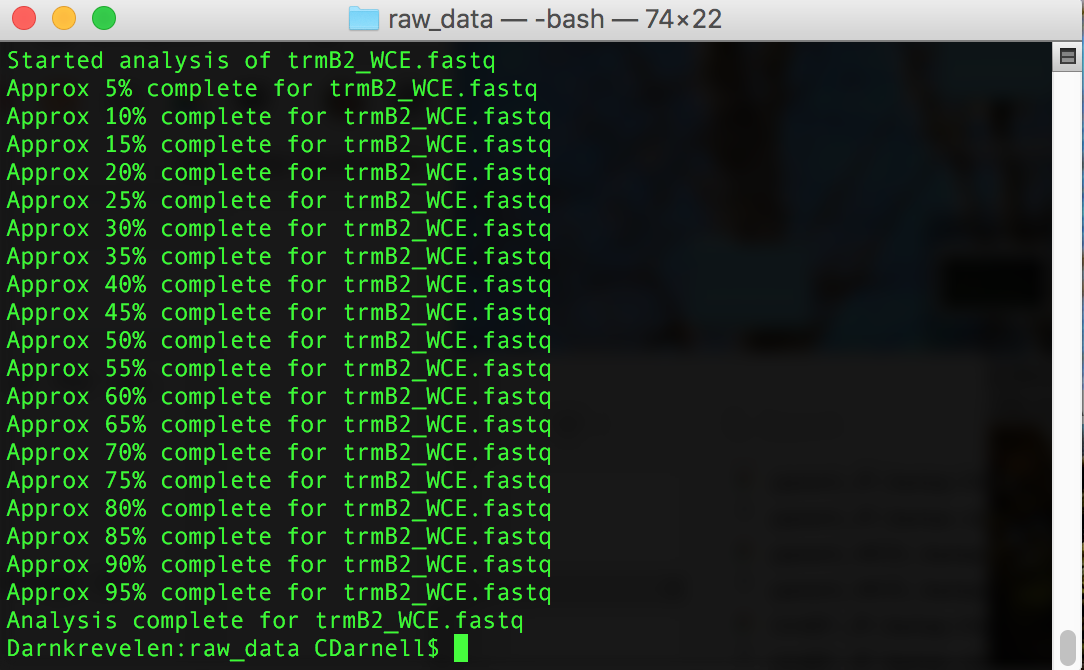 raw_data — -bash — 74×22
Started analysis of trmB2_WCE.fastq
Approx 5% complete for trmB2_WCE.fastq
Approx 10% complete for trmB2_WCE.fastq
Approx 15% complete for trmB2_WCE.fastq
Approx 20% complete for trmB2_WCE.fastq
Approx 25% complete for trmB2_WCE.fastq
Approx 30% complete for trmB2_WCE.fastq
Approx 35% complete for trmB2_WCE.fastq
Approx 40% complete for trmB2_WCE.fastq
Approx 45% complete for trmB2_WCE.fastq
Approx 50% complete for trmB2_WCE.fastq
Approx 55% complete for trmB2_WCE.fastq
Approx 60% complete for trmB2_WCE.fastq
Approx 65% complete for trmB2_WCE.fastq
Approx 70% complete for trmB2_WCE.fastq
Approx 75% complete for trmB2_WCE.fastq
Approx 80% complete for trmB2_WCE.fastq
Approx 85% complete for trmB2_WCE.fastq
Approx 90% complete for trmB2_WCE.fastq
Approx 95% complete for trmB2_WCE.fastq
Analysis complete for trmB2_WCE.fastq
Darnkrevelen:raw_data CDarnell$